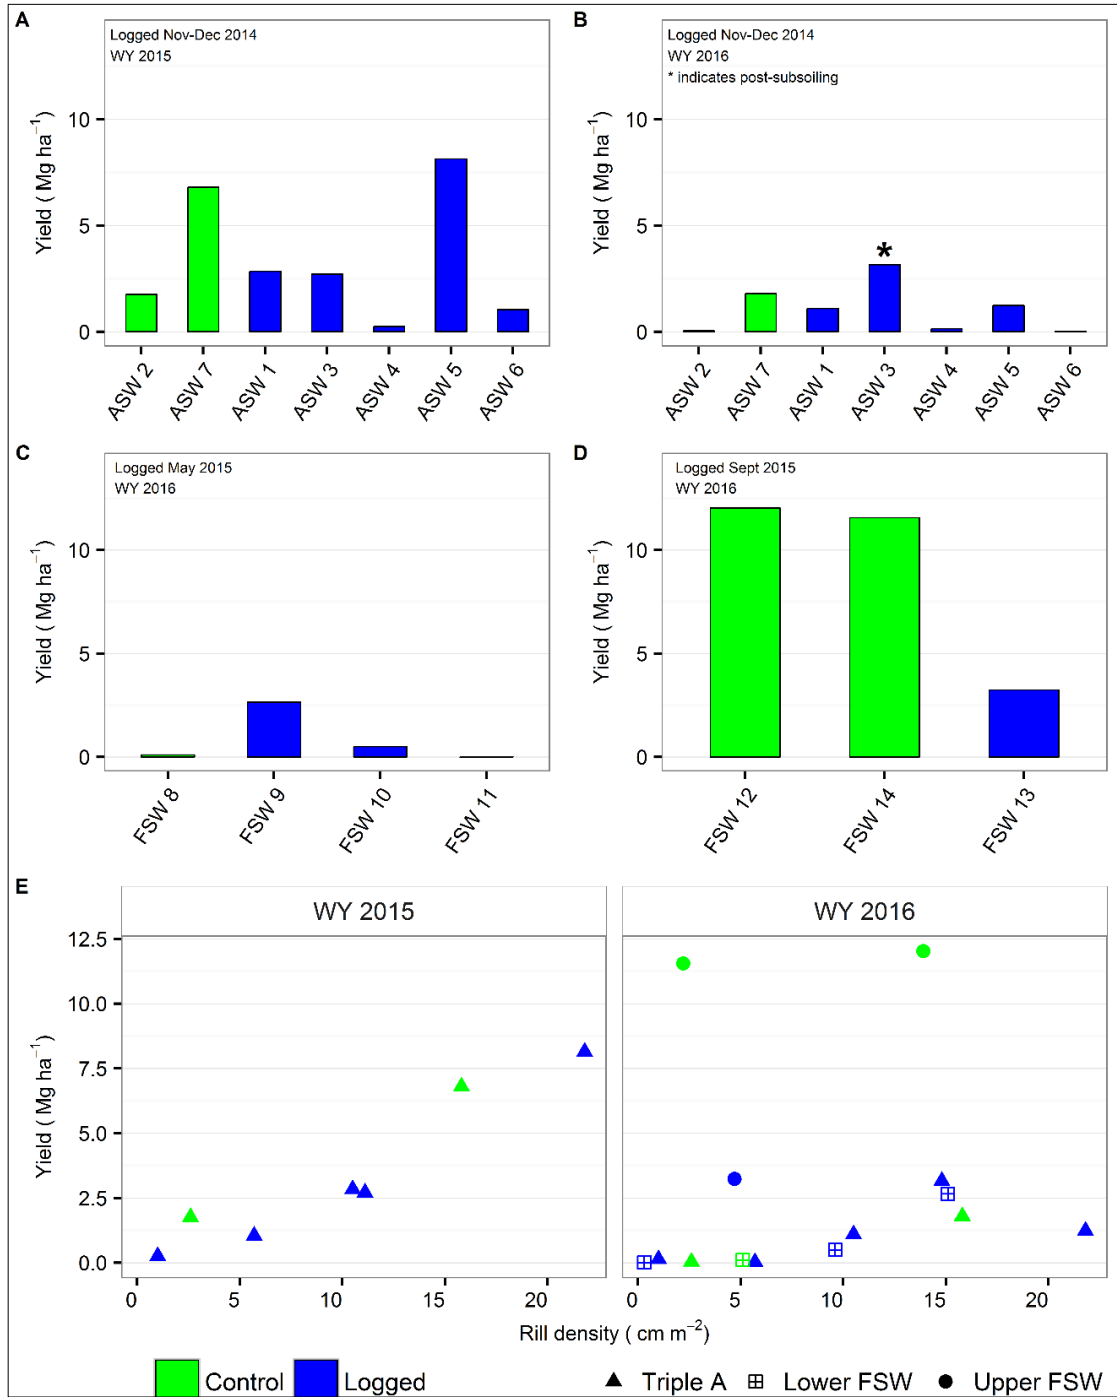 A
Logged Nov-Dec 2014
WY 2015
Yield ( Mg ha⁻¹)
10
5
0
ASW 2
ASW 7
ASW 1
ASW 3
ASW 4
ASW 5
ASW 6
B
Logged Nov-Dec 2014
WY 2016
* indicates post-subsoiling
Yield ( Mg ha⁻¹)
10
5
0
*
ASW 2
ASW 7
ASW 1
ASW 3
ASW 4
ASW 5
ASW 6
C
Logged May 2015
WY 2016
Yield ( Mg ha⁻¹)
10
5
0
FSW 8
FSW 9
FSW 10
FSW 11
D
Logged Sept 2015
WY 2016
Yield ( Mg ha⁻¹)
10
5
0
FSW 12
FSW 14
FSW 13
E
WY 2015
WY 2016
Yield ( Mg ha⁻¹)
12.5
10.0
7.5
5.0
2.5
0.0
0 5 10 15 20
0 5 10 15 20
Rill density ( cm m⁻²)
Control Logged Triple A Lower FSW Upper FSW